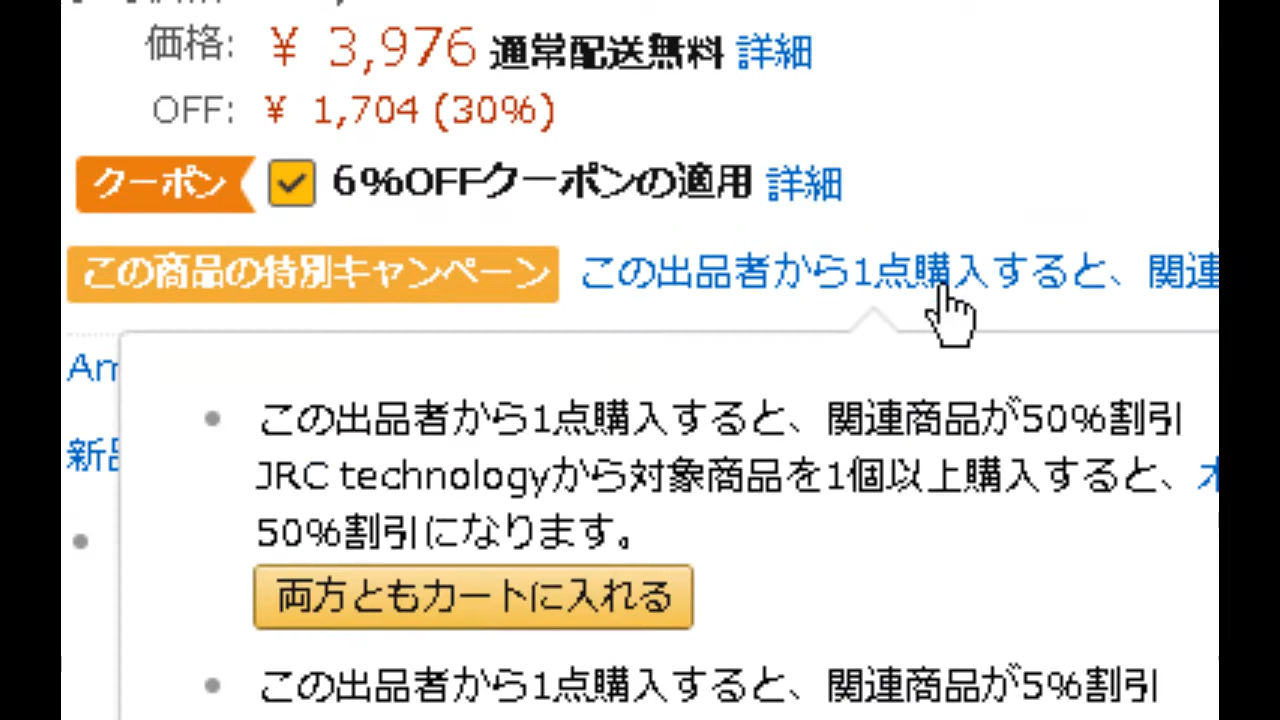 価格: ¥ 3,976 通常配送無料 詳細
OFF: ¥ 1,704 (30%)
クーポン 6%OFFクーポンの適用 詳細
この商品の特別キャンペーン この出品者から1点購入すると、関連
Am
新品
この出品者から1点購入すると、関連商品が50%割引
JRC technologyから対象商品を1個以上購入すると、
50%割引になります。
両方ともカートに入れる
この出品者から1点購入すると、関連商品が5%割引